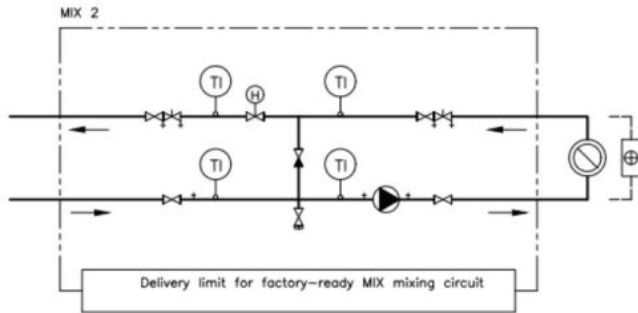 MIX 2
TI
TI
H
TI
TI
Delivery limit for factory-ready MIX mixing circuit